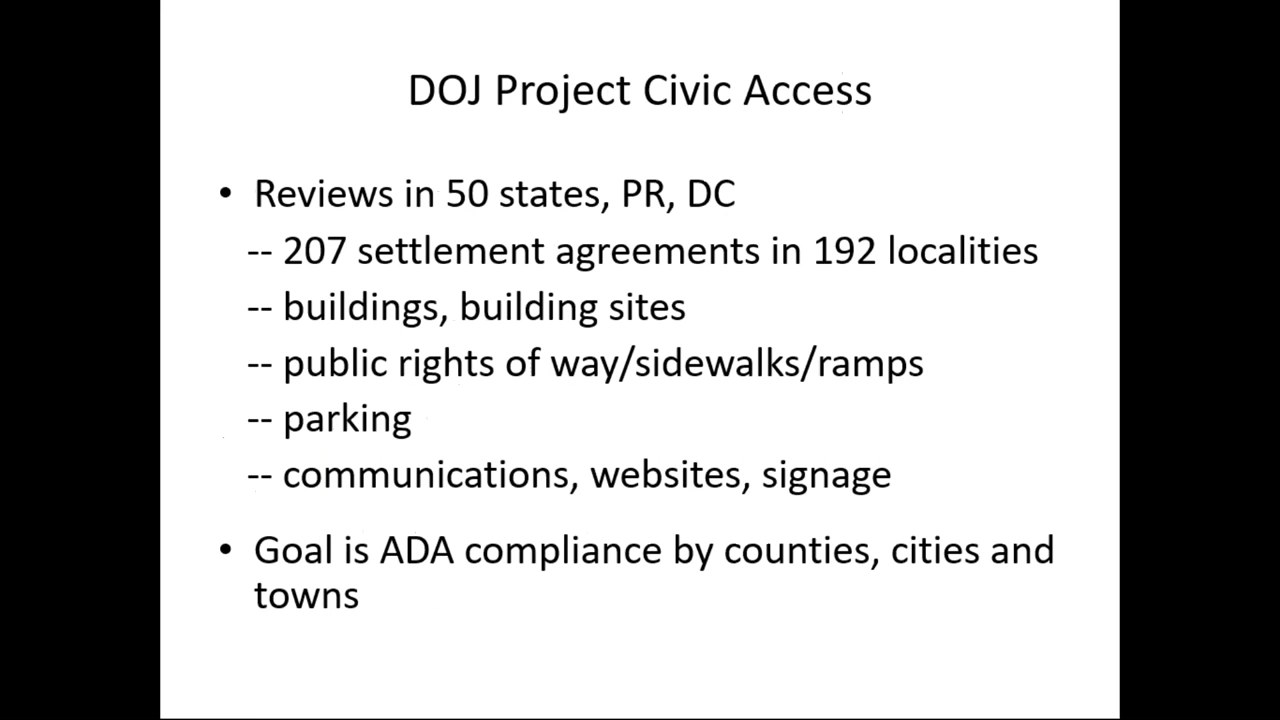 DOJ Project Civic Access
• Reviews in 50 states, PR, DC
-- 207 settlement agreements in 192 localities
-- buildings, building sites
-- public rights of way/sidewalks/ramps
-- parking
-- communications, websites, signage
• Goal is ADA compliance by counties, cities and
towns